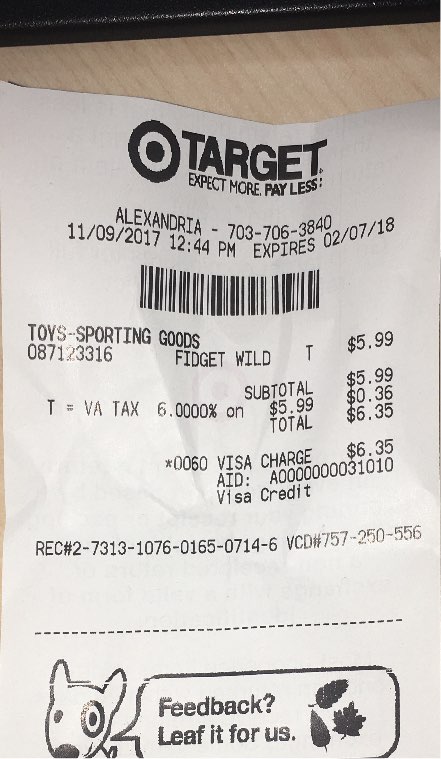 TARGET
EXPECT MORE. PAY LESS.
ALEXANDRIA - 703-706-3840
11/09/2017 12:44 PM EXPIRES 02/07/18
TOYS-SPORTING GOODS
087123316 FIDGET WILD T $5.99
SUBTOTAL $5.99
T = VA TAX 6.0000% on $5.99 $0.36
TOTAL $6.35
*0060 VISA CHARGE $6.35
AID: A0000000031010
Visa Credit
REC#2-7313-1076-0165-0714-6 VCD#757-250-556
Feedback?
Leaf it for us.